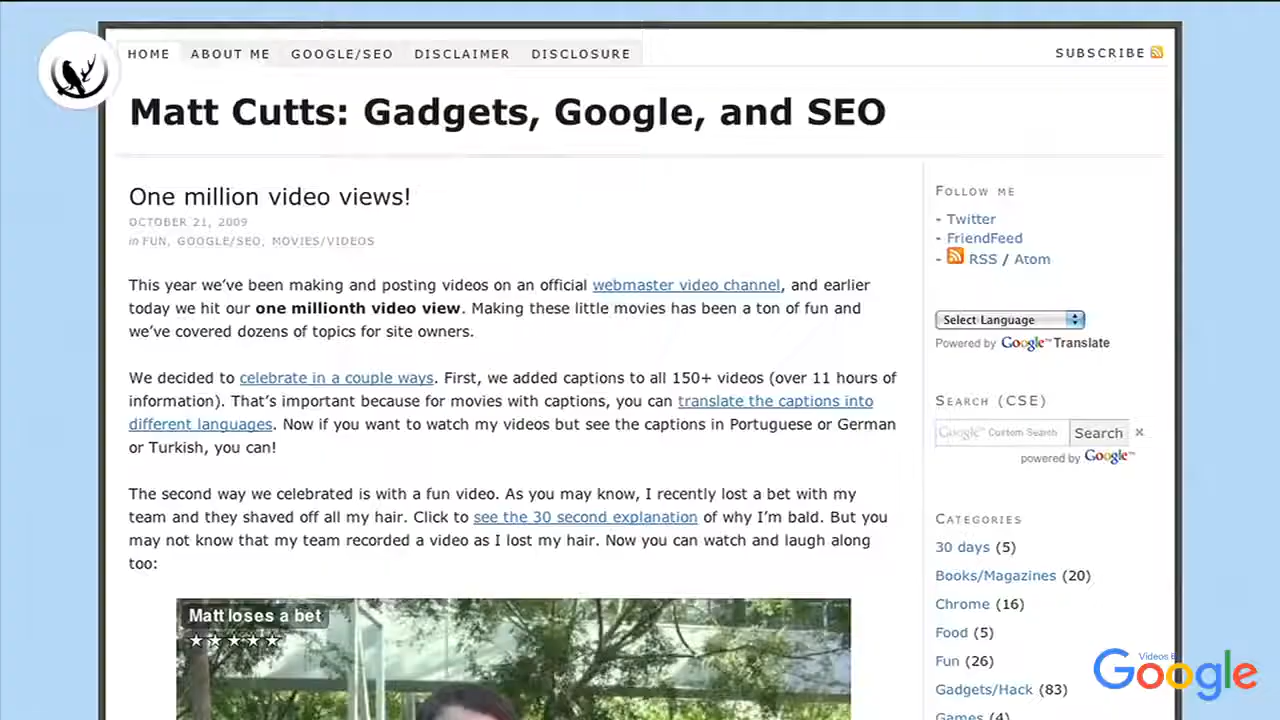 HOME ABOUT ME GOOGLE/SEO DISCLAIMER DISCLOSURE SUBSCRIBE
Matt Cutts: Gadgets, Google, and SEO
One million video views!
OCTOBER 21, 2009
in FUN, GOOGLE/SEO, MOVIES/VIDEOS
This year we've been making and posting videos on an official webmaster video channel, and earlier
today we hit our one millionth video view. Making these little movies has been a ton of fun and
we've covered dozens of topics for site owners.
We decided to celebrate in a couple ways. First, we added captions to all 150+ videos (over 11 hours of
information). That's important because for movies with captions, you can translate the captions into
different languages. Now if you want to watch my videos but see the captions in Portuguese or German
or Turkish, you can!
The second way we celebrated is with a fun video. As you may know, I recently lost a bet with my
team and they shaved off all my hair. Click to see the 30 second explanation of why I'm bald. But you
may not know that my team recorded a video as I lost my hair. Now you can watch and laugh along
too:
Matt loses a bet
FOLLOW ME
- Twitter
- FriendFeed
- RSS / Atom
Select Language
Powered by Google™ Translate
SEARCH (CSE)
Google™ Custom Search Search ×
powered by Google™
CATEGORIES
30 days (5)
Books/Magazines (20)
Chrome (16)
Food (5)
Fun (26)
Gadgets/Hack (83)
Games (4)
Videos
Google